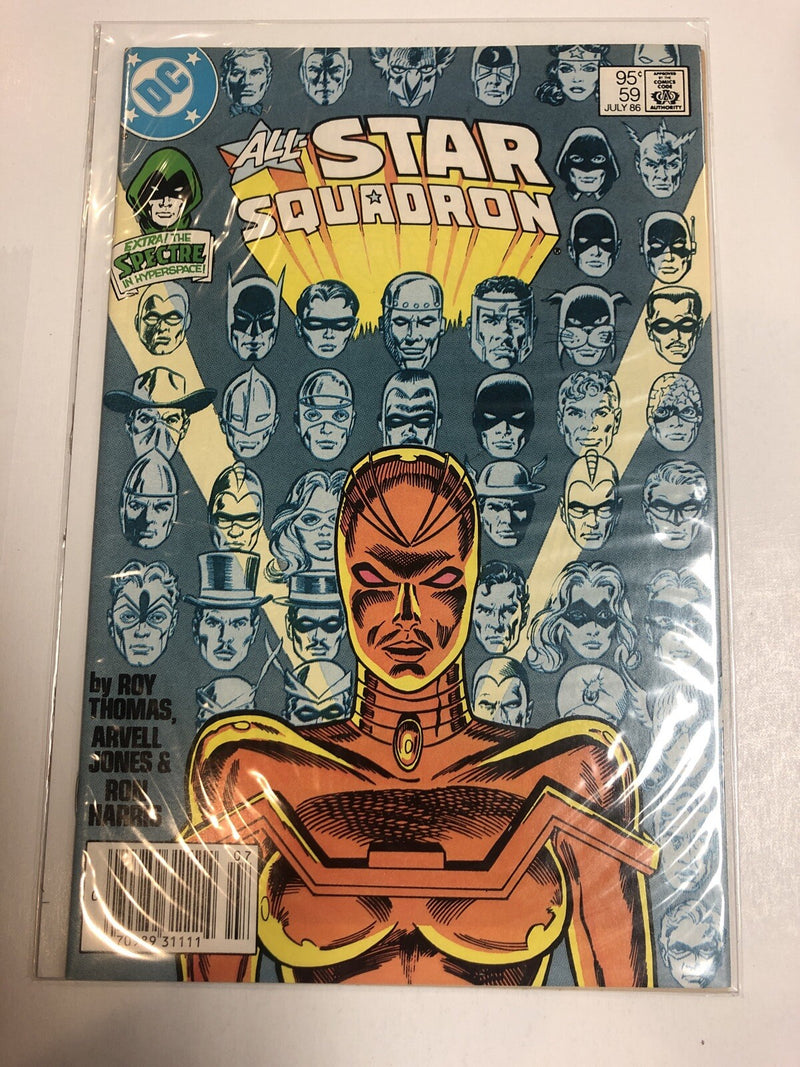 DC
95¢
59
JULY 86
APPROVED
BY THE
COMICS
CODE
AUTHORITY
ALL-STAR
SQUADRON
EXTRA! THE
SPECTRE
IN HYPERSPACE!
by ROY
THOMAS,
ARVELL
JONES &
RON
HARRIS
07
70989 31111